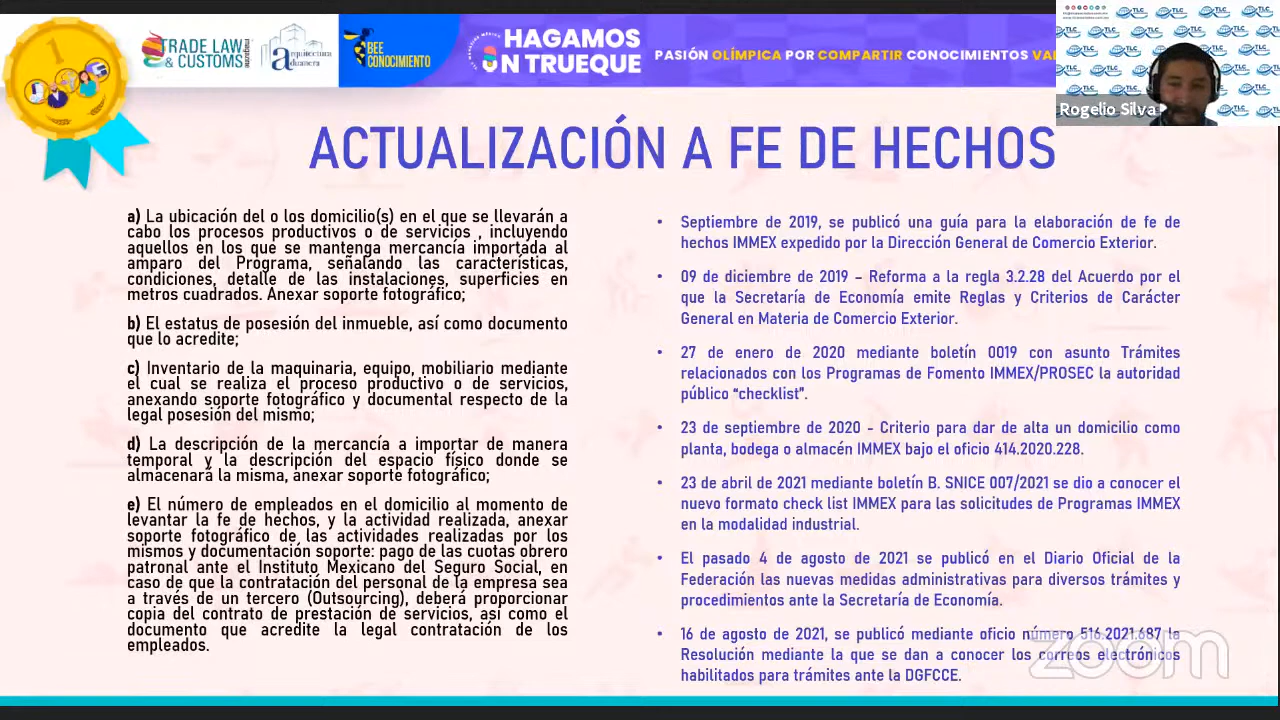 TRADE LAW
& CUSTOMS
arquitectura
aduanera
BEE
CONOCIMIENTO
HAGAMOS
UN TRUEQUE
PASIÓN OLÍMPICA POR COMPARTIR CONOCIMIENTOS VA
TLC
Rogelio Silva
ACTUALIZACIÓN A FE DE HECHOS
a) La ubicación del o los domicilio(s) en el que se llevarán a
cabo los procesos productivos o de servicios , incluyendo
aquellos en los que se mantenga mercancía importada al
amparo del Programa, señalando las características,
condiciones, detalle de las instalaciones, superficies en
metros cuadrados. Anexar soporte fotográfico;
b) El estatus de posesión del inmueble, así como documento
que lo acredite;
c) Inventario de la maquinaria, equipo, mobiliario mediante
el cual se realiza el proceso productivo o de servicios,
anexando soporte fotográfico y documental respecto de la
legal posesión del mismo;
d) La descripción de la mercancía a importar de manera
temporal y la descripción del espacio físico donde se
almacenará la misma, anexar soporte fotográfico;
e) El número de empleados en el domicilio al momento de
levantar la fe de hechos, y la actividad realizada, anexar
soporte fotográfico de las actividades realizadas por los
mismos y documentación soporte: pago de las cuotas obrero
patronal ante el Instituto Mexicano del Seguro Social, en
caso de que la contratación del personal de la empresa sea
a través de un tercero (Outsourcing), deberá proporcionar
copia del contrato de prestación de servicios, así como el
documento que acredite la legal contratación de los
empleados.
• Septiembre de 2019, se publicó una guía para la elaboración de fe de
hechos IMMEX expedido por la Dirección General de Comercio Exterior.
• 09 de diciembre de 2019 – Reforma a la regla 3.2.28 del Acuerdo por el
que la Secretaría de Economía emite Reglas y Criterios de Carácter
General en Materia de Comercio Exterior.
• 27 de enero de 2020 mediante boletín 0019 con asunto Trámites
relacionados con los Programas de Fomento IMMEX/PROSEC la autoridad
público “checklist”.
• 23 de septiembre de 2020 - Criterio para dar de alta un domicilio como
planta, bodega o almacén IMMEX bajo el oficio 414.2020.228.
• 23 de abril de 2021 mediante boletín B. SNICE 007/2021 se dio a conocer el
nuevo formato check list IMMEX para las solicitudes de Programas IMMEX
en la modalidad industrial.
• El pasado 4 de agosto de 2021 se publicó en el Diario Oficial de la
Federación las nuevas medidas administrativas para diversos trámites y
procedimientos ante la Secretaría de Economía.
• 16 de agosto de 2021, se publicó mediante oficio número 516.2021.687 la
Resolución mediante la que se dan a conocer los correos electrónicos
habilitados para trámites ante la DGFCCE.
zoom